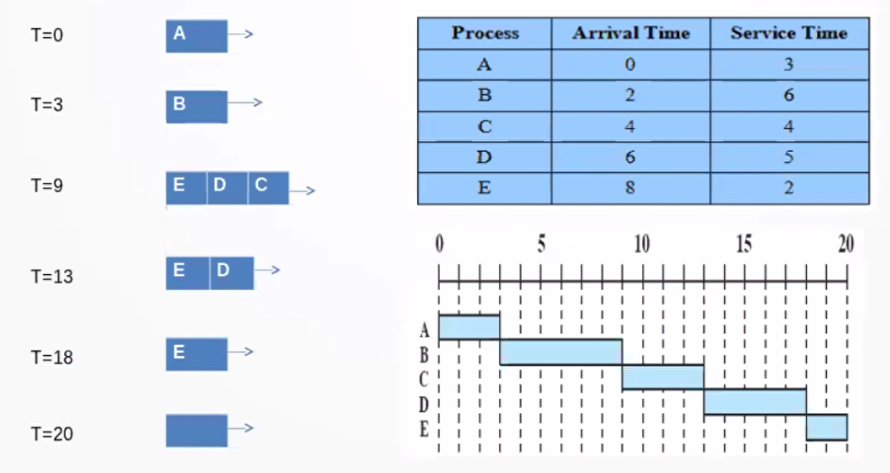 T=0 A
T=3 B
T=9 E D C
T=13 E D
T=18 E
T=20
Process Arrival Time Service Time
A 0 3
B 2 6
C 4 4
D 6 5
E 8 2
0 5 10 15 20
A
B
C
D
E